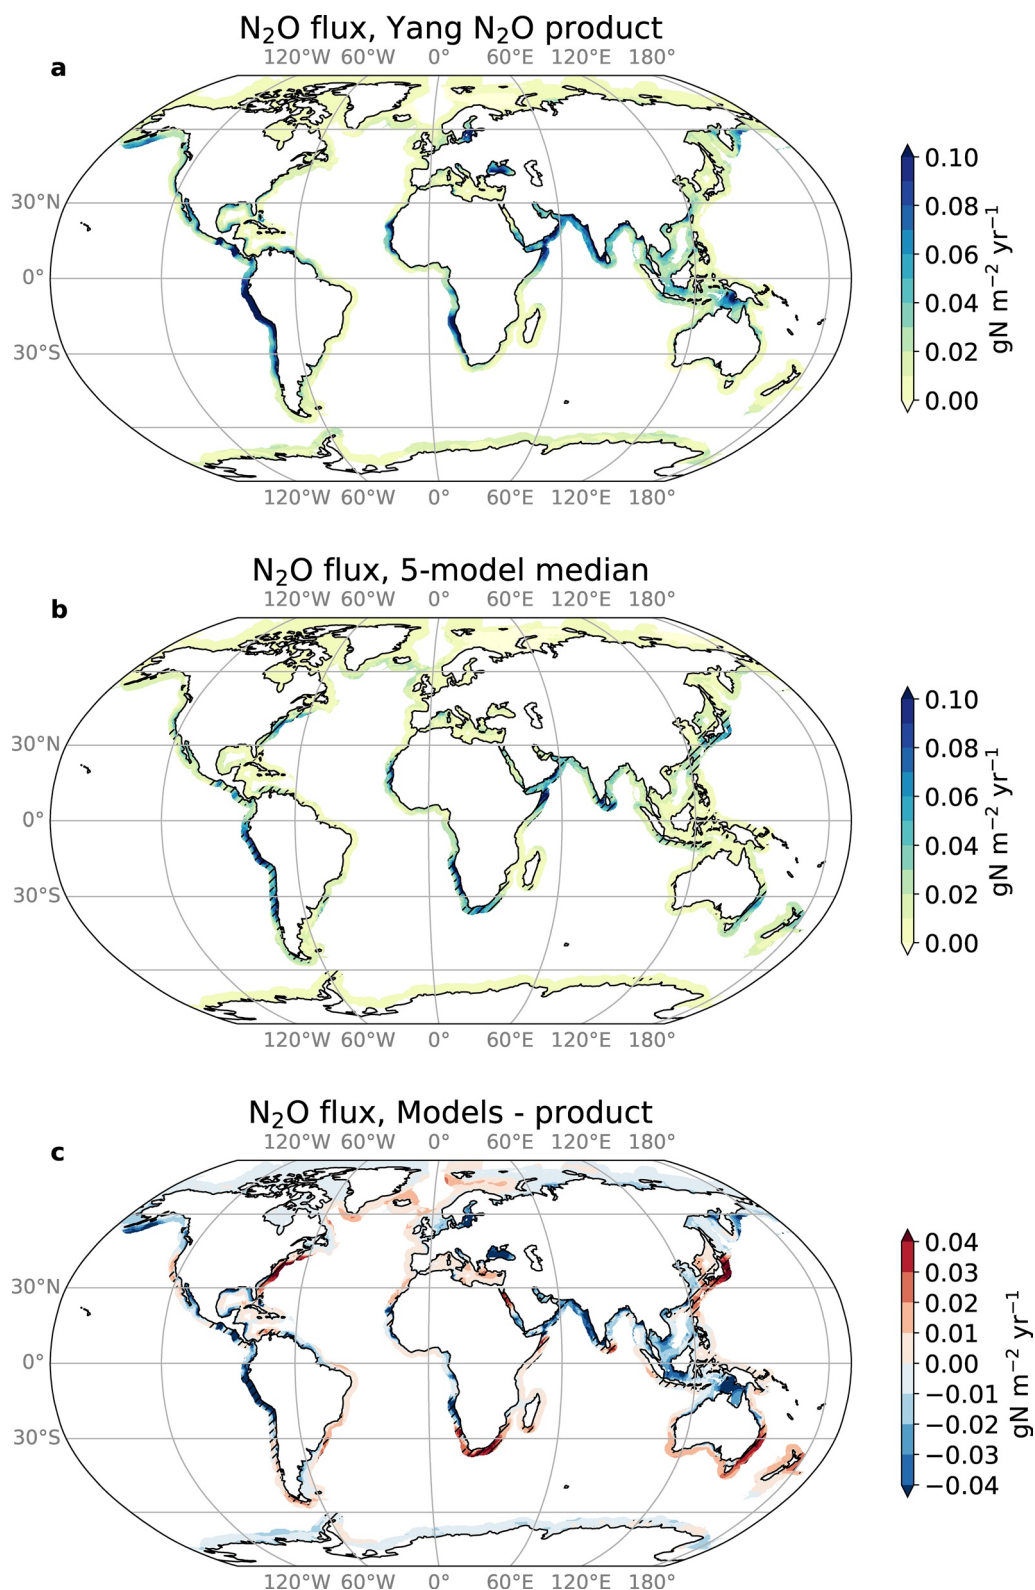 N₂O flux, Yang N₂O product
120°W 60°W 0° 60°E 120°E 180°
a
30°N
0°
30°S
120°W 60°W 0° 60°E 120°E 180°
0.10
0.08
0.06
0.04
0.02
0.00
gN m⁻² yr⁻¹
N₂O flux, 5-model median
120°W 60°W 0° 60°E 120°E 180°
b
30°N
0°
30°S
120°W 60°W 0° 60°E 120°E 180°
0.10
0.08
0.06
0.04
0.02
0.00
gN m⁻² yr⁻¹
N₂O flux, Models - product
120°W 60°W 0° 60°E 120°E 180°
c
30°N
0°
30°S
120°W 60°W 0° 60°E 120°E 180°
0.04
0.03
0.02
0.01
0.00
−0.01
−0.02
−0.03
−0.04
gN m⁻² yr⁻¹